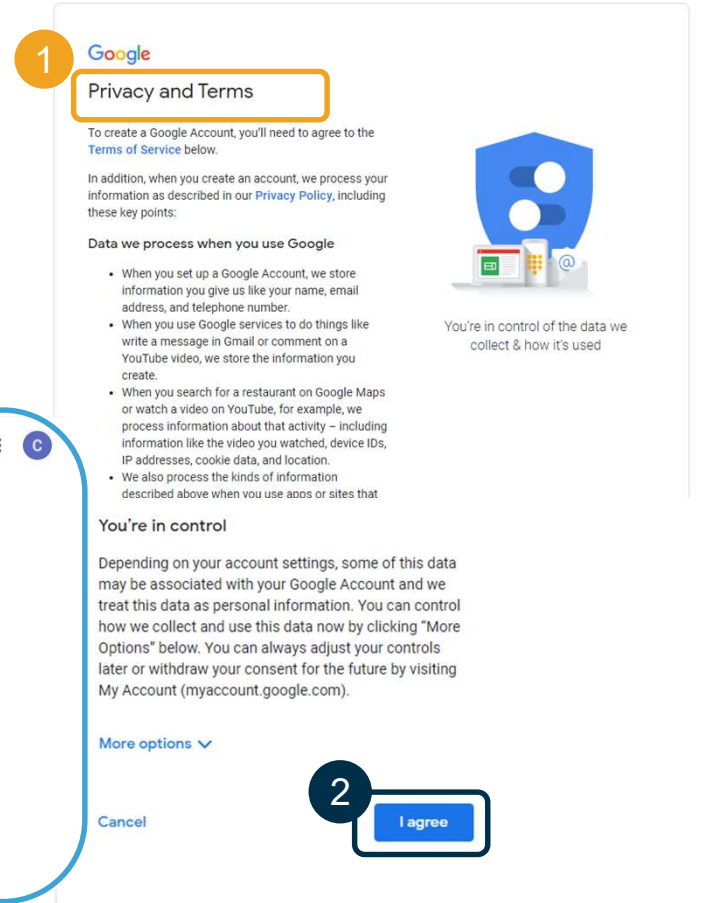 1
Google
Privacy and Terms
To create a Google Account, you'll need to agree to the
Terms of Service below.
In addition, when you create an account, we process your
information as described in our Privacy Policy, including
these key points:
Data we process when you use Google
• When you set up a Google Account, we store
information you give us like your name, email
address, and telephone number.
• When you use Google services to do things like
write a message in Gmail or comment on a
YouTube video, we store the information you
create.
• When you search for a restaurant on Google Maps
or watch a video on YouTube, for example, we
process information about that activity – including
information like the video you watched, device IDs,
IP addresses, cookie data, and location.
• We also process the kinds of information
described above when you use apps or sites that
@
You're in control of the data we
collect & how it's used
C
You're in control
Depending on your account settings, some of this data
may be associated with your Google Account and we
treat this data as personal information. You can control
how we collect and use this data now by clicking “More
Options” below. You can always adjust your controls
later or withdraw your consent for the future by visiting
My Account (myaccount.google.com).
More options
2
Cancel
I agree